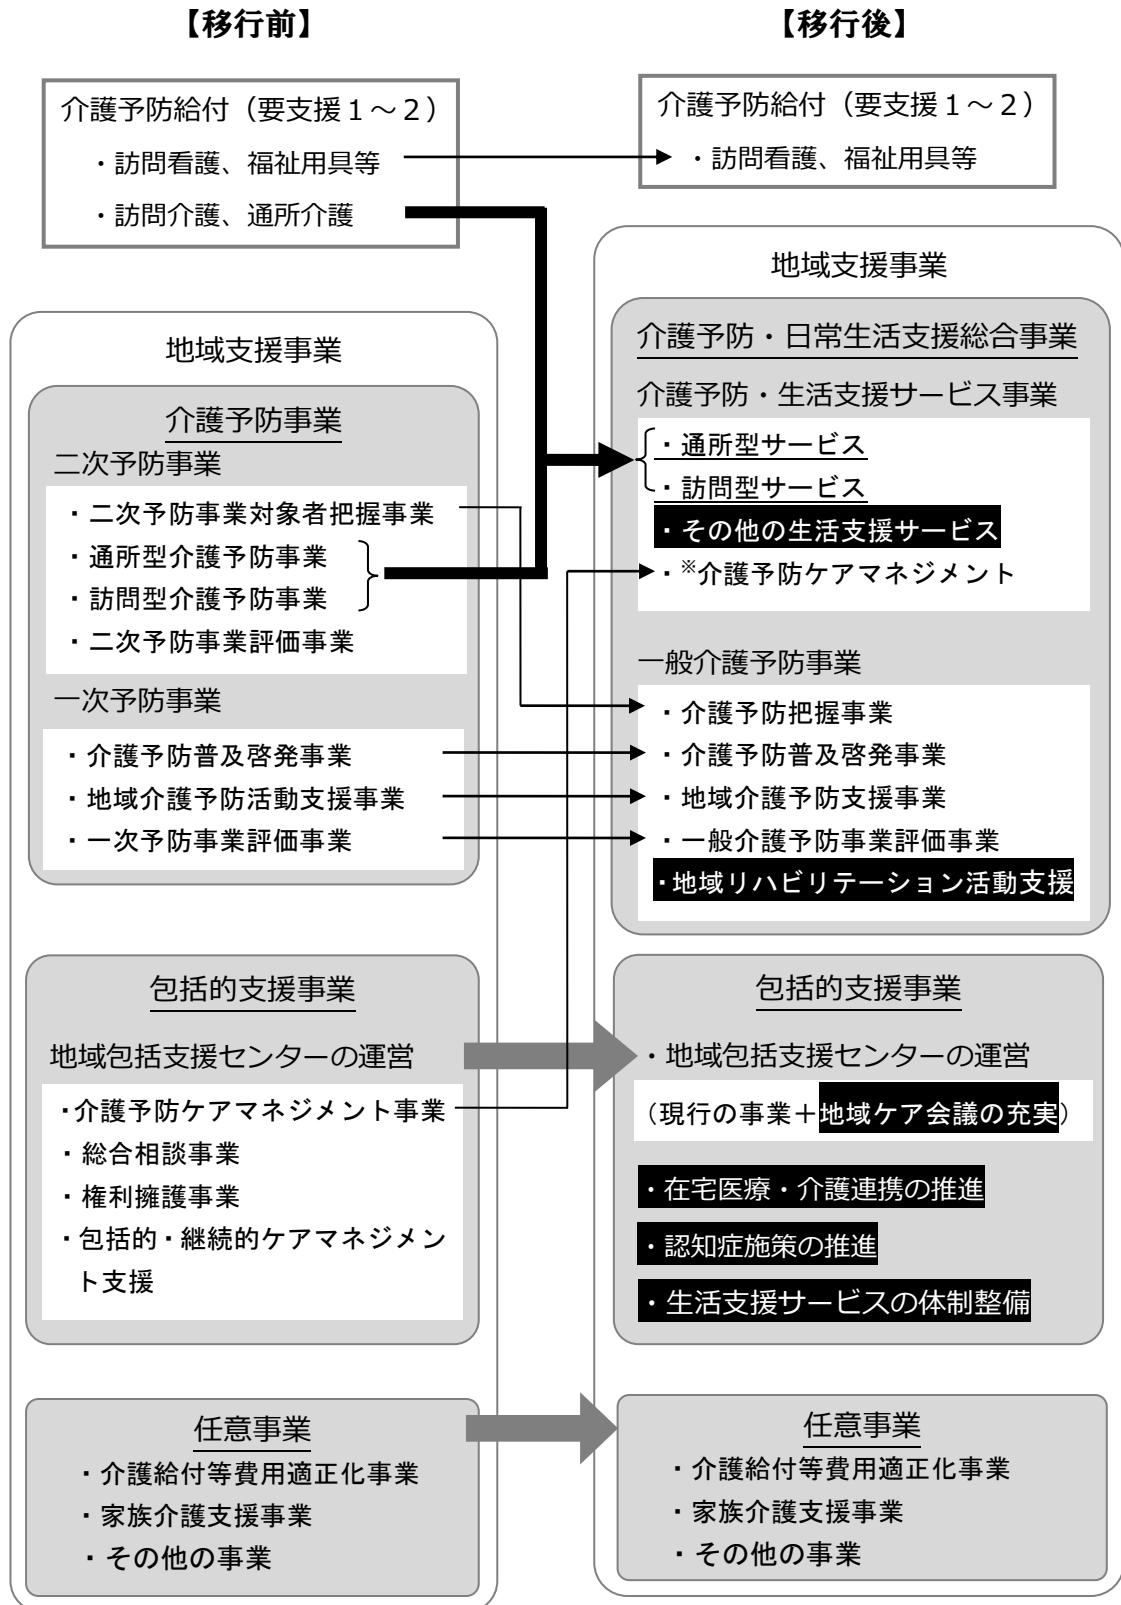 【移行前】
介護予防給付（要支援１～２）
・訪問看護、福祉用具等
・訪問介護、通所介護
地域支援事業
介護予防事業
二次予防事業
・二次予防事業対象者把握事業
・通所型介護予防事業
・訪問型介護予防事業
・二次予防事業評価事業
一次予防事業
・介護予防普及啓発事業
・地域介護予防活動支援事業
・一次予防事業評価事業
包括的支援事業
地域包括支援センターの運営
・介護予防ケアマネジメント事業
・総合相談事業
・権利擁護事業
・包括的・継続的ケアマネジメン
ト支援
任意事業
・介護給付等費用適正化事業
・家族介護支援事業
・その他の事業
【移行後】
介護予防給付（要支援１～２）
・訪問看護、福祉用具等
地域支援事業
介護予防・日常生活支援総合事業
介護予防・生活支援サービス事業
・通所型サービス
・訪問型サービス
・その他の生活支援サービス
・※介護予防ケアマネジメント
一般介護予防事業
・介護予防把握事業
・介護予防普及啓発事業
・地域介護予防支援事業
・一般介護予防事業評価事業
・地域リハビリテーション活動支援
包括的支援事業
・地域包括支援センターの運営
（現行の事業＋地域ケア会議の充実）
・在宅医療・介護連携の推進
・認知症施策の推進
・生活支援サービスの体制整備
任意事業
・介護給付等費用適正化事業
・家族介護支援事業
・その他の事業